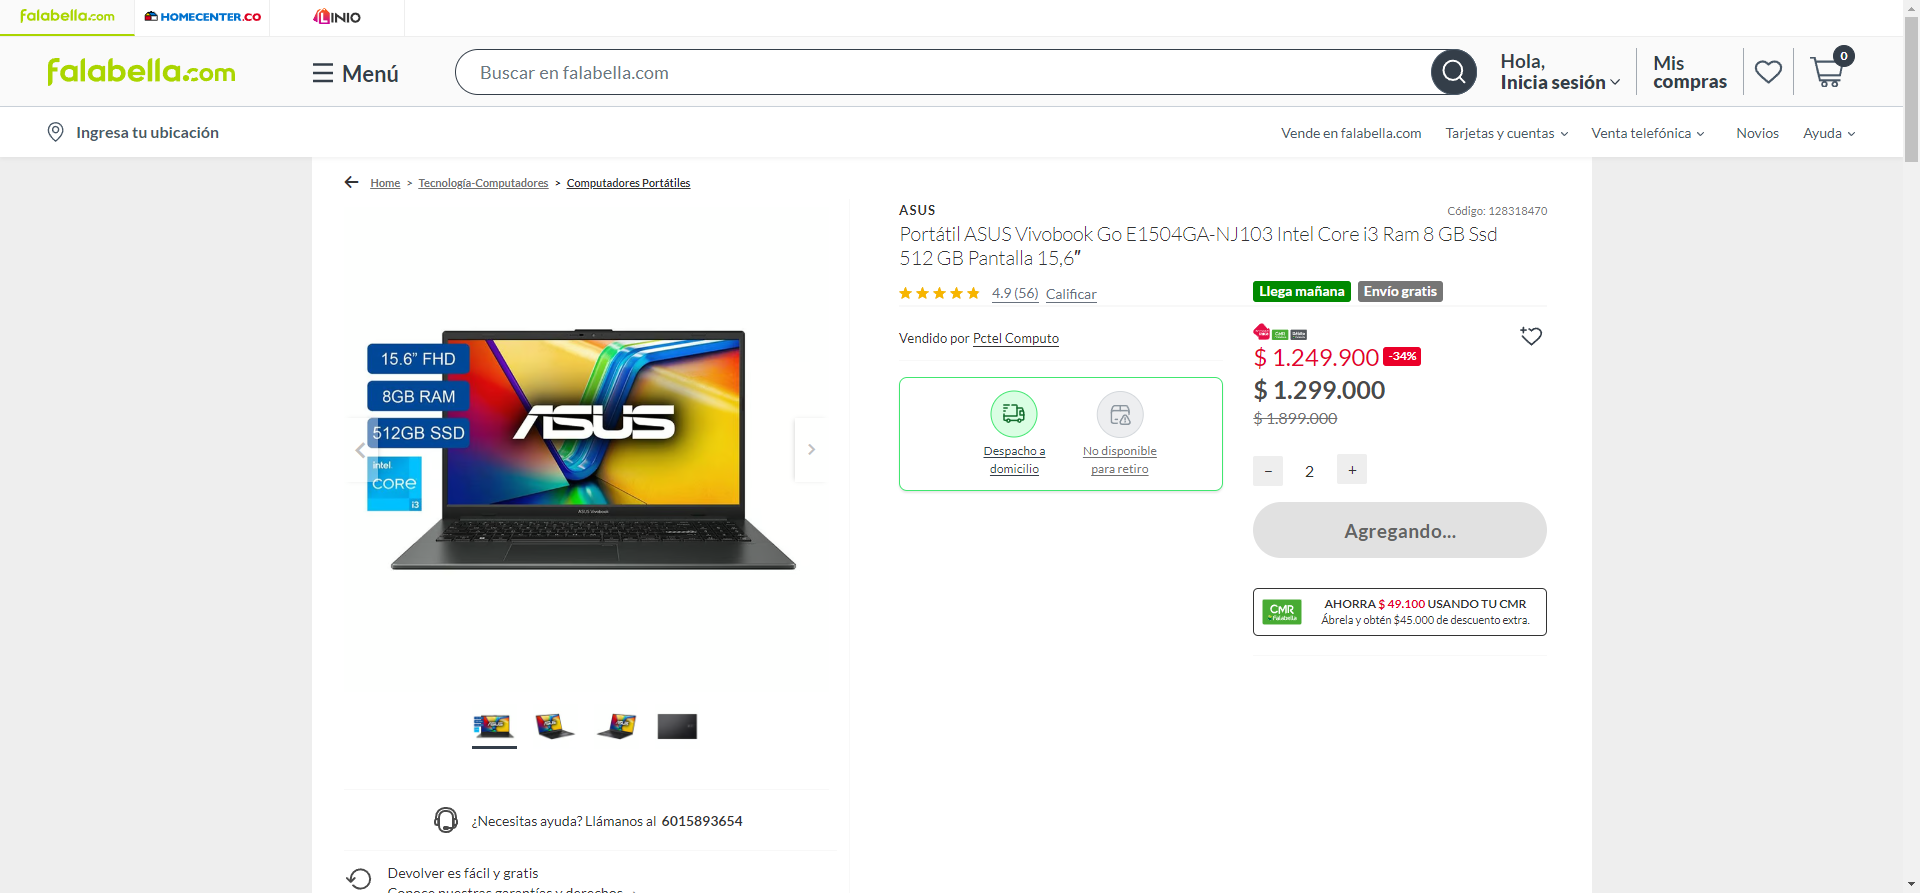 falabella.com
HOMECENTER.CO
LINIO
falabella.com
Menú
Buscar en falabella.com
Hola,
Inicia sesión
Mis
compras
0
Ingresa tu ubicación
Vende en falabella.com
Tarjetas y cuentas
Venta telefónica
Novios
Ayuda
Home > Tecnología-Computadores > Computadores Portátiles
ASUS
Código: 128318470
Portátil ASUS Vivobook Go E1504GA-NJ103 Intel Core i3 Ram 8 GB Ssd
512 GB Pantalla 15,6"
4.9 (56) Calificar
Llega mañana
Envío gratis
Vendido por Pctel Computo
$ 1.249.900 -34%
$ 1.299.000
$ 1.899.000
Despacho a
domicilio
No disponible
para retiro
- 2 +
Agregando...
CMR
Falabella
AHORRA $ 49.100 USANDO TU CMR
Ábrela y obtén $45.000 de descuento extra.
15.6” FHD
8GB RAM
512GB SSD
intel
CORE
i3
ASUS
ASUS Vivobook
¿Necesitas ayuda? Llámanos al 6015893654
Devolver es fácil y gratis
Conoce nuestras garantías y derechos